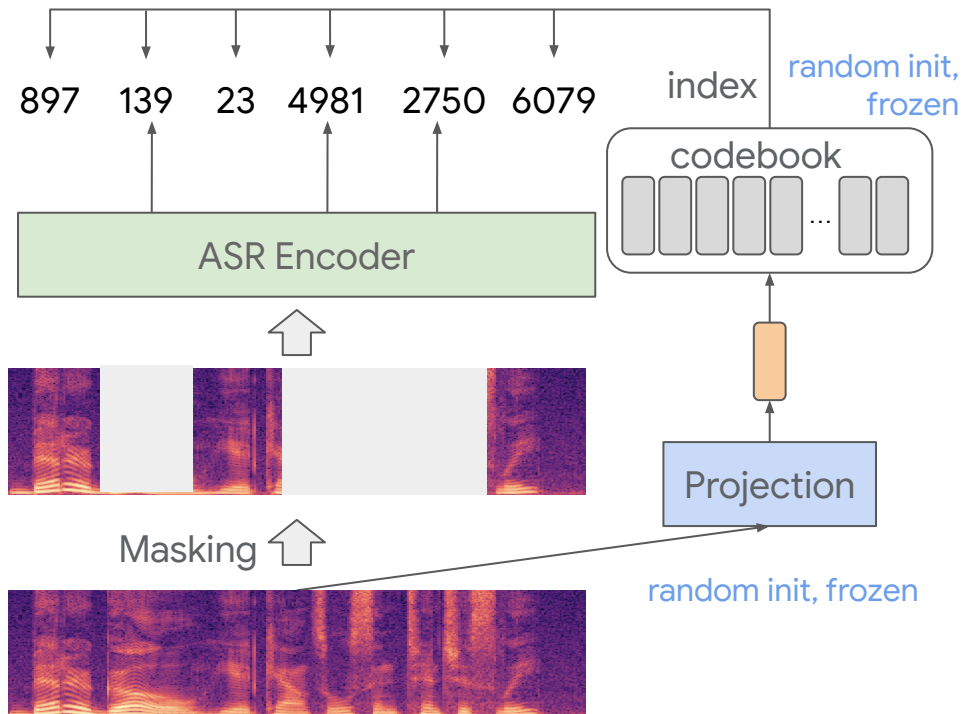 897 139 23 4981 2750 6079
index
random init,
frozen
codebook
...
ASR Encoder
Projection
Masking
random init, frozen